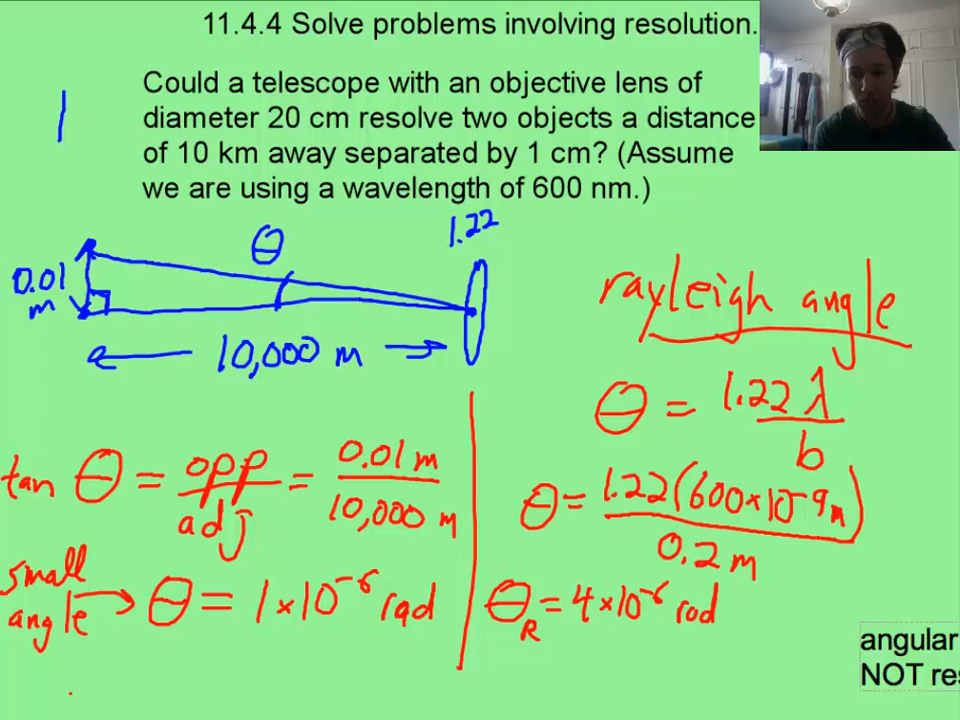 11.4.4 Solve problems involving resolution.
Could a telescope with an objective lens of
diameter 20 cm resolve two objects a distance
of 10 km away separated by 1 cm? (Assume
we are using a wavelength of 600 nm.)
θ
1.22
0.01
m
10,000 m
rayleigh angle
θ = 1.22 λ / b
tan θ = opp / adj = 0.01 m / 10,000 m
θ = 1.22 (600 × 10⁻⁹ m) / 0.2 m
small
angle → θ = 1 × 10⁻⁶ rad
θ_R = 4 × 10⁻⁶ rad
angular
NOT res